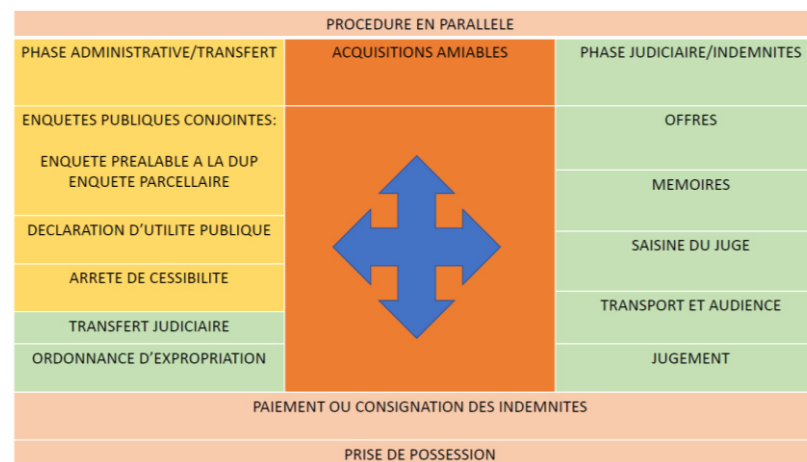 PROCEDURE EN PARALLELE
PHASE ADMINISTRATIVE/TRANSFERT
ACQUISITIONS AMIABLES
PHASE JUDICIAIRE/INDEMNITES
ENQUETES PUBLIQUES CONJOINTES:
ENQUETE PREALABLE A LA DUP
ENQUETE PARCELLAIRE
DECLARATION D'UTILITE PUBLIQUE
ARRETE DE CESSIBILITE
TRANSFERT JUDICIAIRE
ORDONNANCE D'EXPROPRIATION
OFFRES
MEMOIRES
SAISINE DU JUGE
TRANSPORT ET AUDIENCE
JUGEMENT
PAIEMENT OU CONSIGNATION DES INDEMNITES
PRISE DE POSSESSION